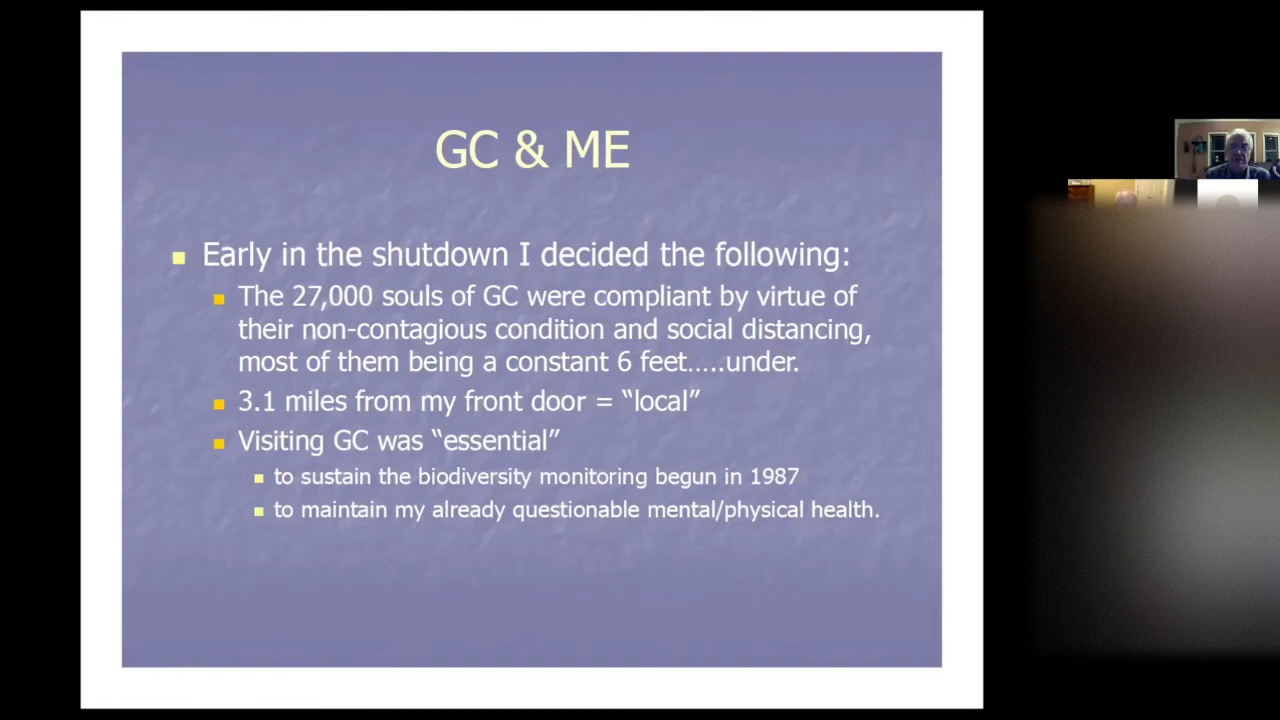 GC & ME
Early in the shutdown I decided the following:
The 27,000 souls of GC were compliant by virtue of
their non-contagious condition and social distancing,
most of them being a constant 6 feet…..under.
3.1 miles from my front door = “local”
Visiting GC was “essential”
to sustain the biodiversity monitoring begun in 1987
to maintain my already questionable mental/physical health.